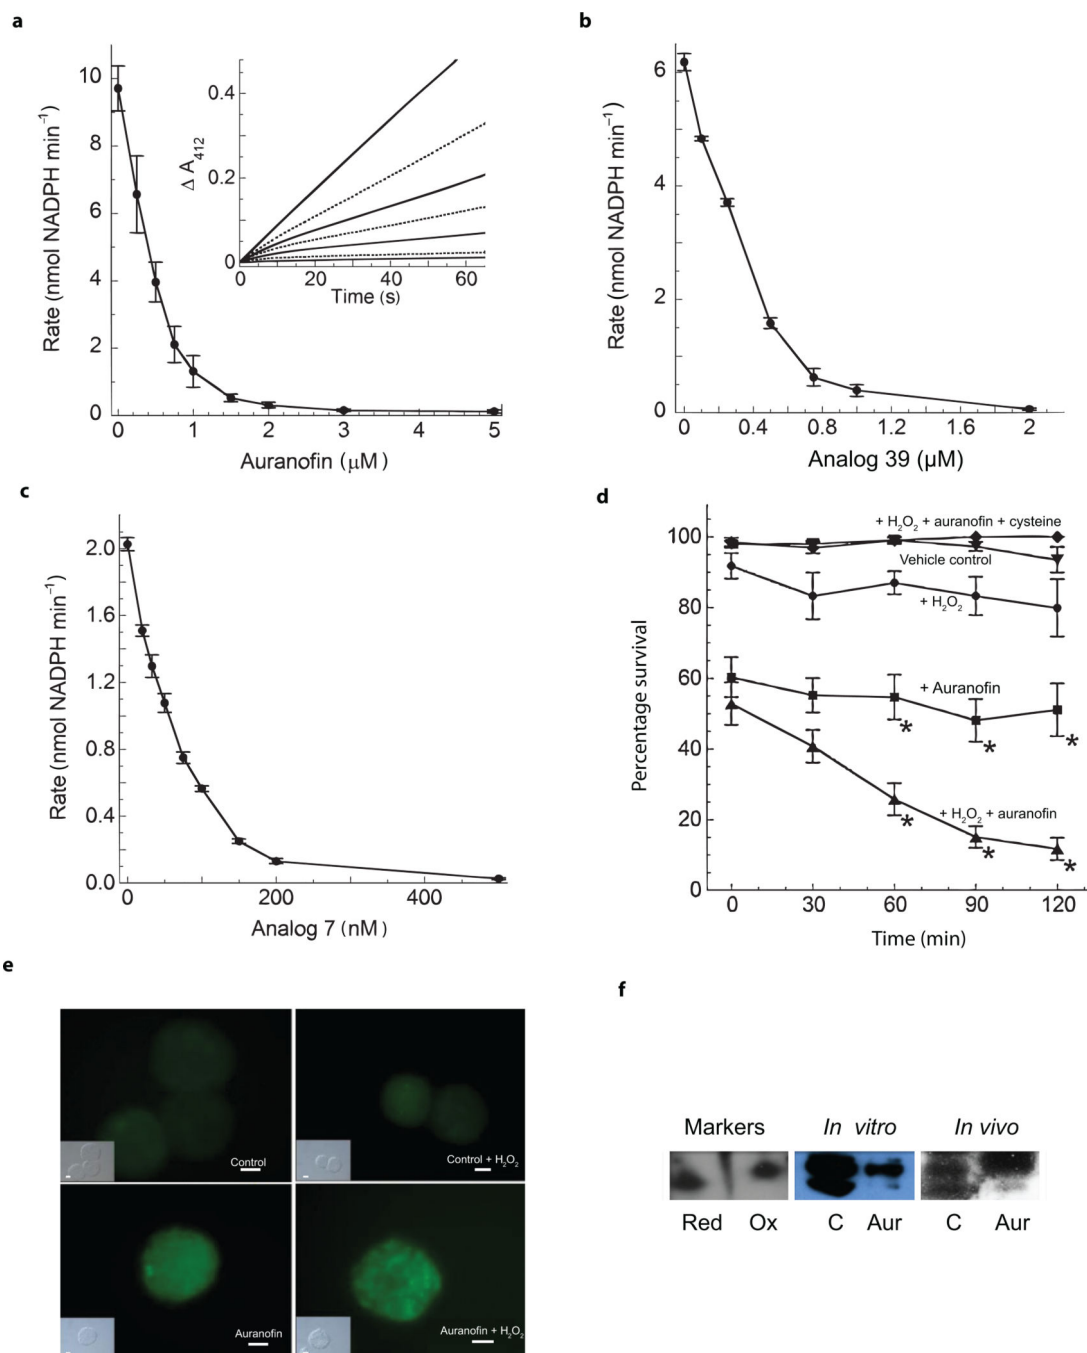 a
Rate (nmol NADPH min⁻¹)
10
8
6
4
2
0
0 1 2 3 4 5
Auranofin (μM)
Δ A₄₁₂
0.4
0.2
0
20 40 60
Time (s)
b
Rate (nmol NADPH min⁻¹)
6
4
2
0
0 0.4 0.8 1.2 1.6 2
Analog 39 (μM)
c
Rate (nmol NADPH min⁻¹)
2.0
1.6
1.2
0.8
0.4
0.0
0 200 400
Analog 7 (nM)
d
Percentage survival
100
80
60
40
20
0
+ H₂O₂ + auranofin + cysteine
Vehicle control
+ H₂O₂
+ Auranofin
* * *
+ H₂O₂ + auranofin
* * *
0 30 60 90 120
Time (min)
e
Control
Control + H₂O₂
Auranofin
Auranofin + H₂O₂
f
Markers In vitro In vivo
Red Ox C Aur C Aur